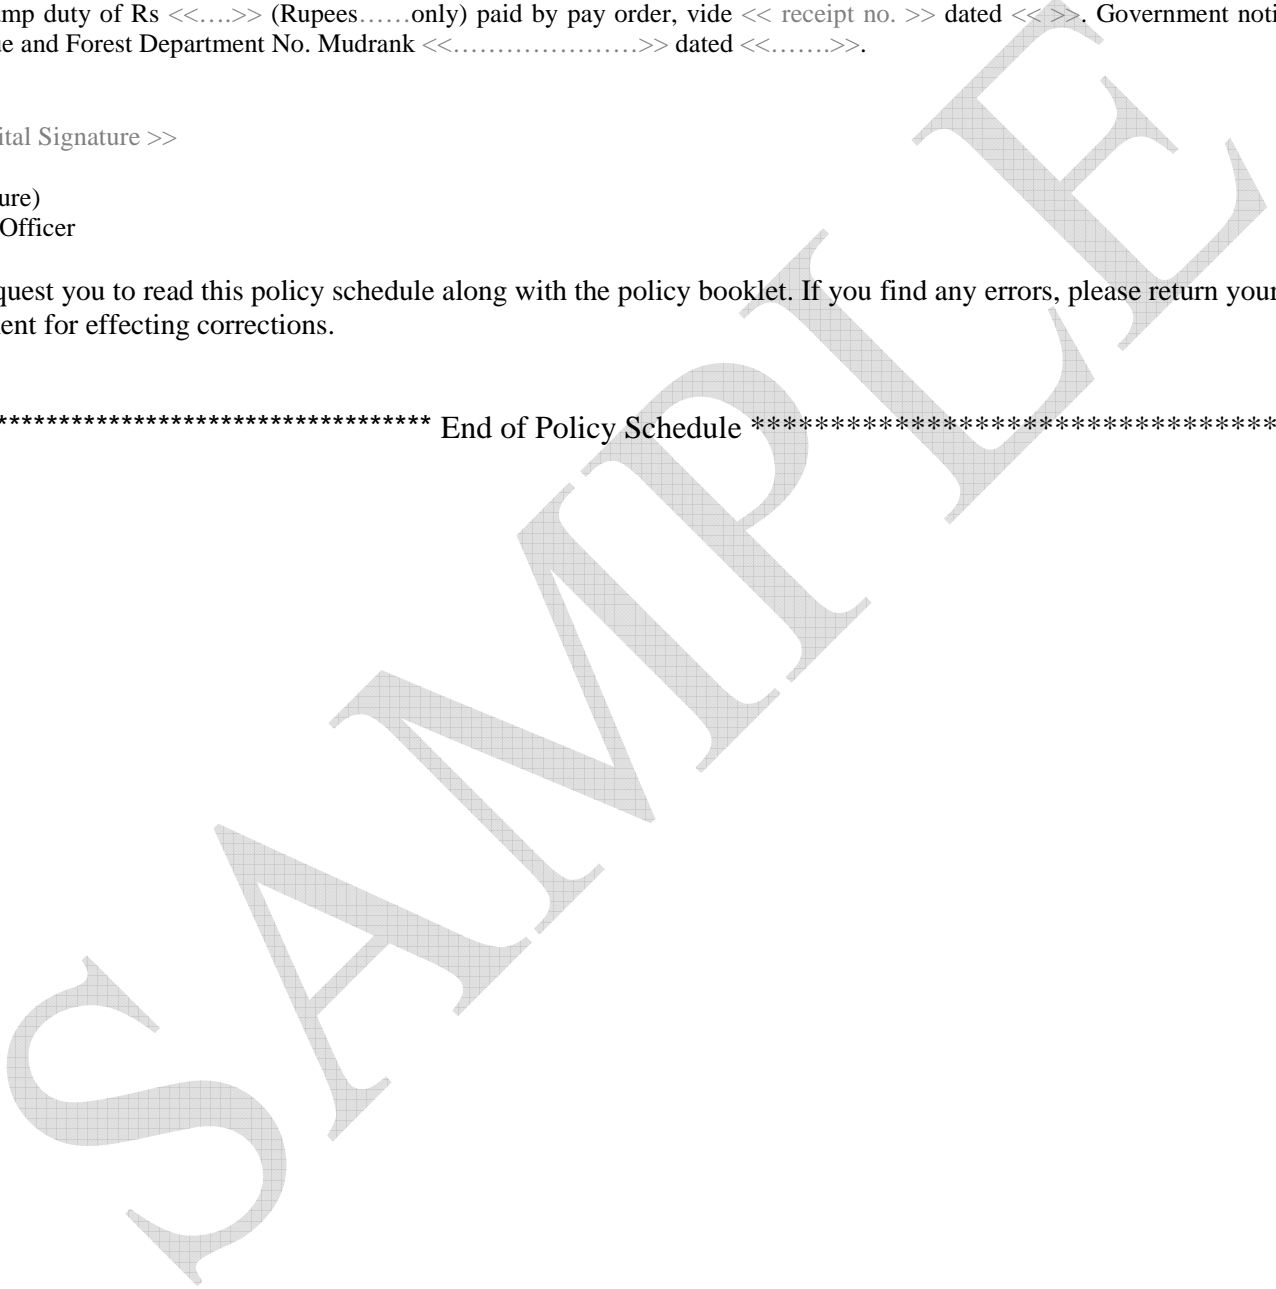 mp duty of Rs <<….>> (Rupees……only) paid by pay order, vide << receipt no. >> dated << >>. Government noti
ue and Forest Department No. Mudrank <<…………………>> dated <<…….>>.
ital Signature >>
ure)
Officer
quest you to read this policy schedule along with the policy booklet. If you find any errors, please return your
ent for effecting corrections.
*********************************** End of Policy Schedule *********************************
SAMPLE